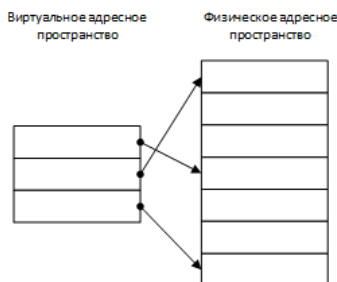 Виртуальное адресное
пространство
Физическое адресное
пространство